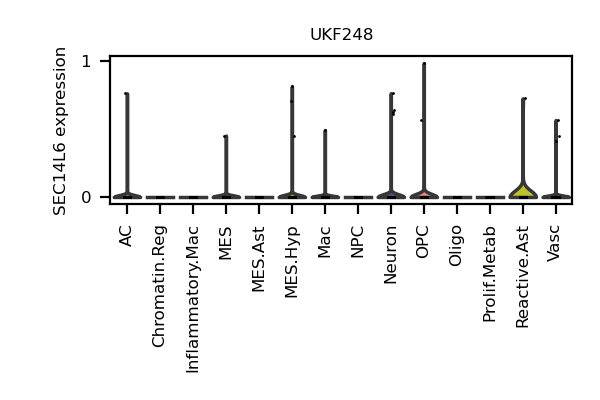 UKF248
SEC14L6 expression
1
0
AC
Chromatin.Reg
Inflammatory.Mac
MES
MES.Ast
MES.Hyp
Mac
NPC
Neuron
OPC
Oligo
Prolif.Metab
Reactive.Ast
Vasc